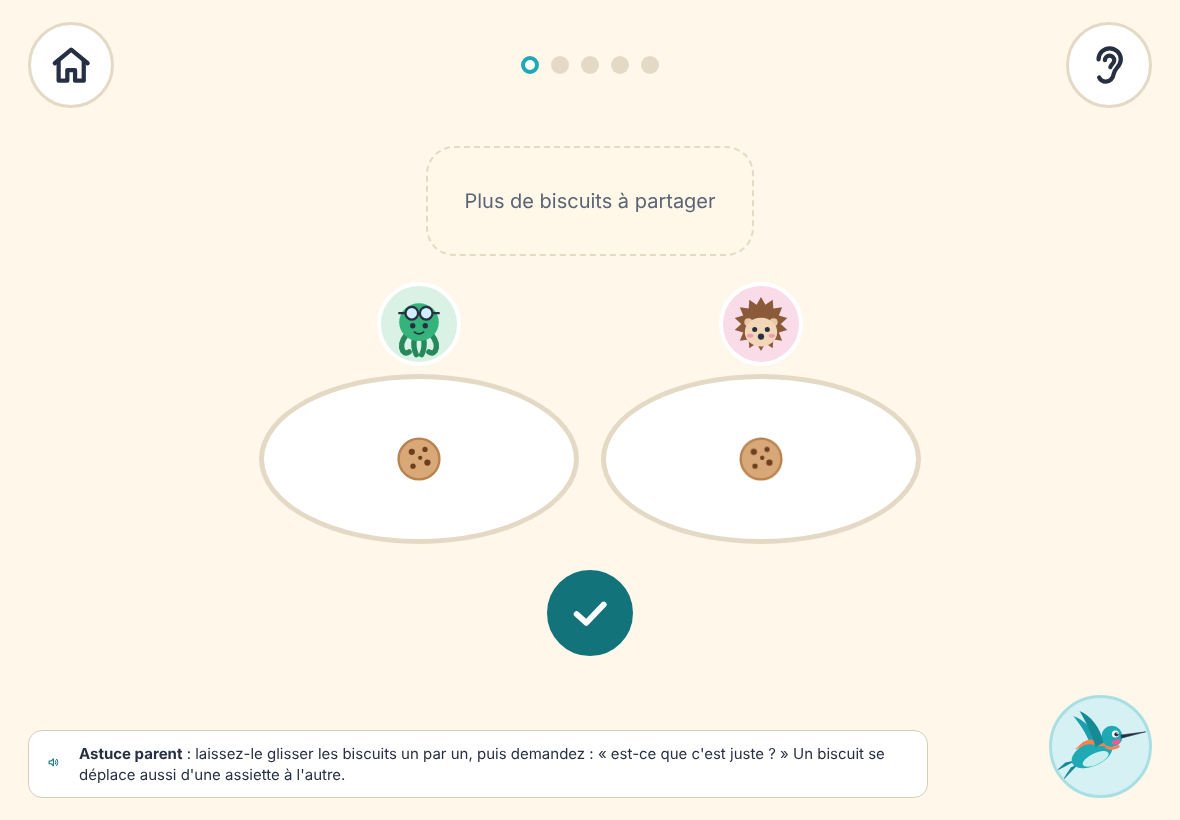 Plus de biscuits à partager
Astuce parent : laissez-le glisser les biscuits un par un, puis demandez : « est-ce que c'est juste ? » Un biscuit se
déplace aussi d'une assiette à l'autre.